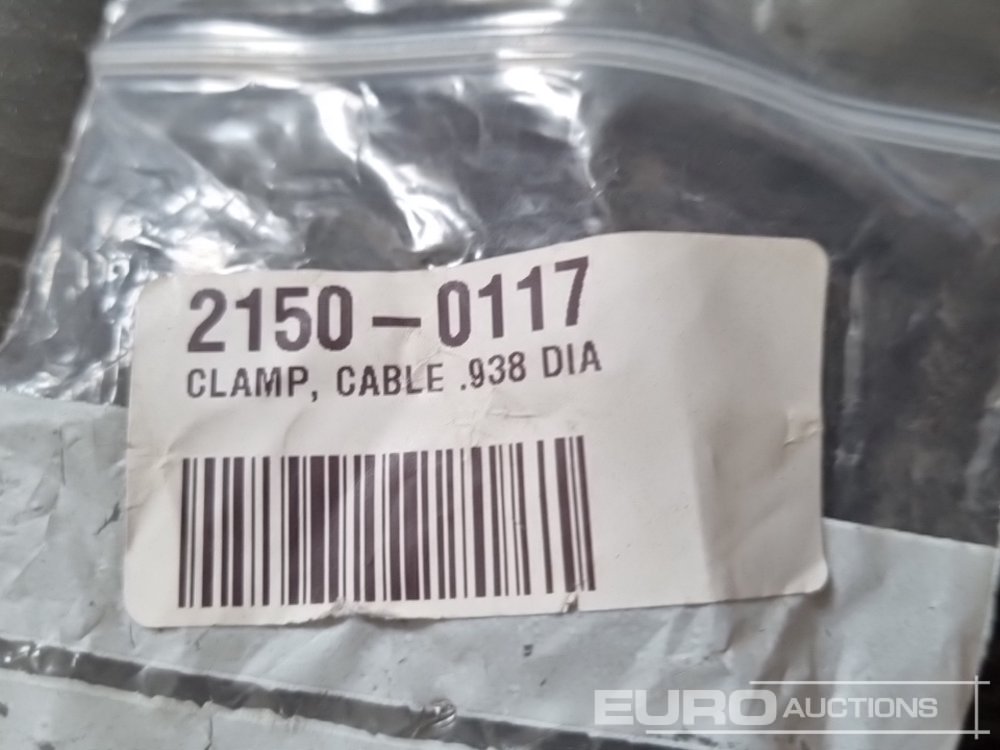 2150-0117
CLAMP, CABLE .938 DIA
EURO AUCTIONS